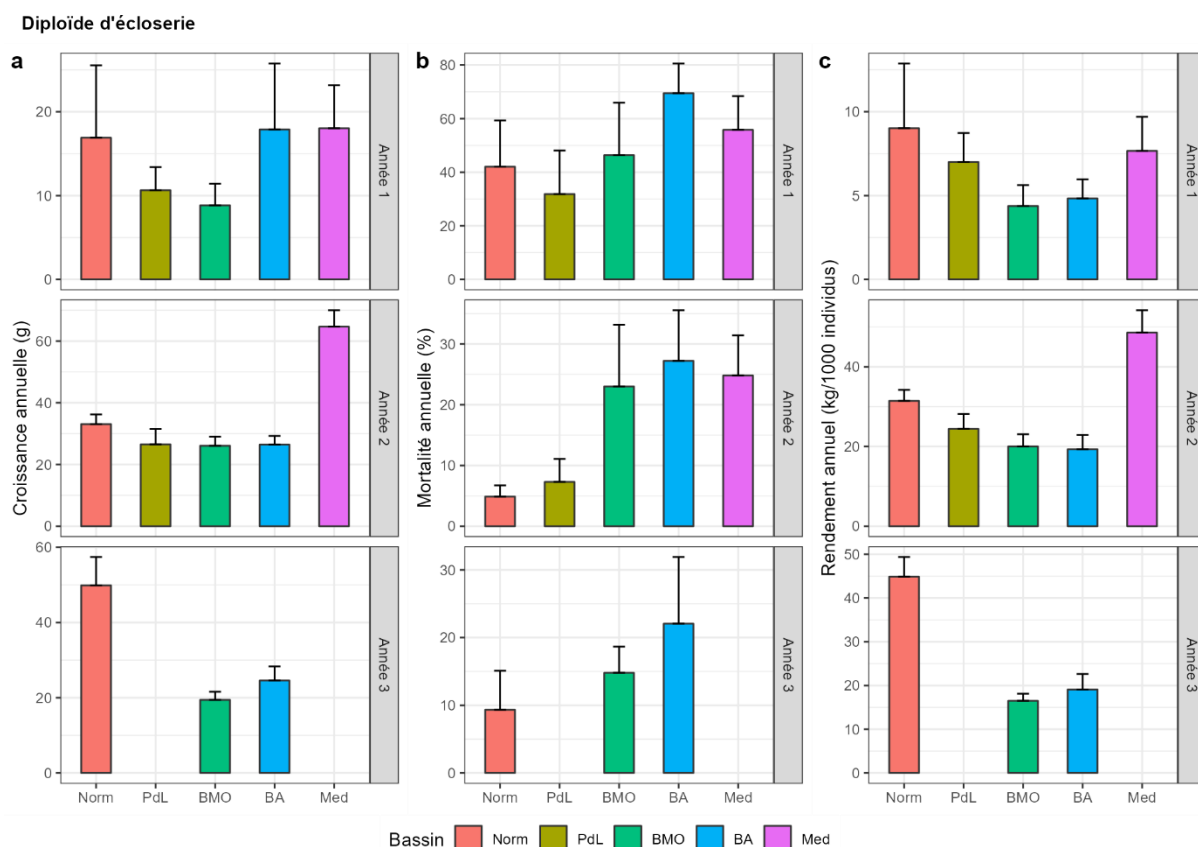 Diploïde d'écloserie
a
b
c
Croissance annuelle (g)
20
10
0
Année 1
60
40
20
0
Année 2
60
40
20
0
Année 3
Norm PdL BMO BA Med
Mortalité annuelle (%)
80
60
40
20
0
Année 1
30
20
10
0
Année 2
30
20
10
0
Année 3
Norm PdL BMO BA Med
Rendement annuel (kg/1000 individus)
10
5
0
Année 1
40
20
0
Année 2
50
40
30
20
10
0
Année 3
Norm PdL BMO BA Med
Bassin Norm PdL BMO BA Med